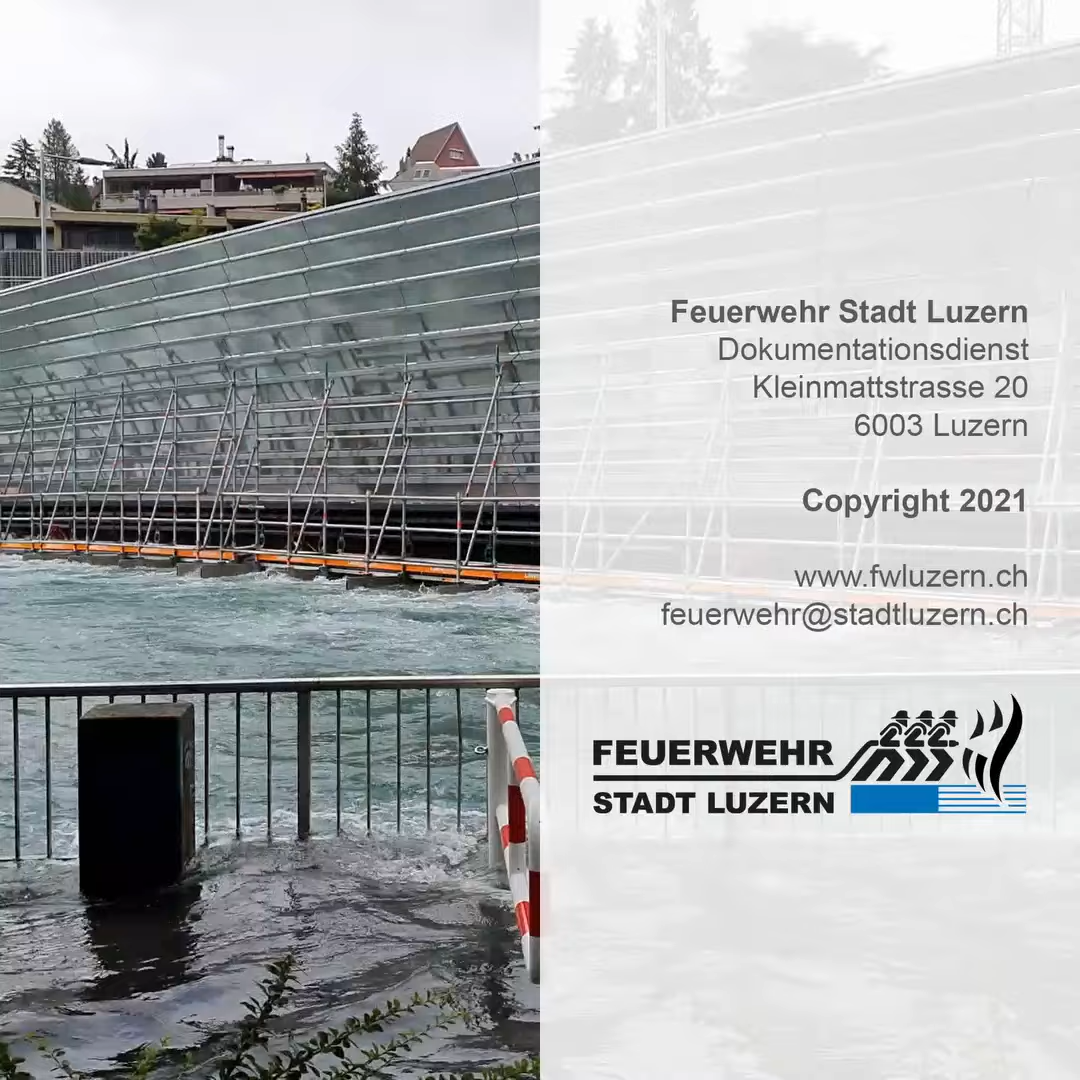 Feuerwehr Stadt Luzern
Dokumentationsdienst
Kleinmattstrasse 20
6003 Luzern
Copyright 2021
www.fwluzern.ch
feuerwehr@stadtluzern.ch
FEUERWEHR
STADT LUZERN